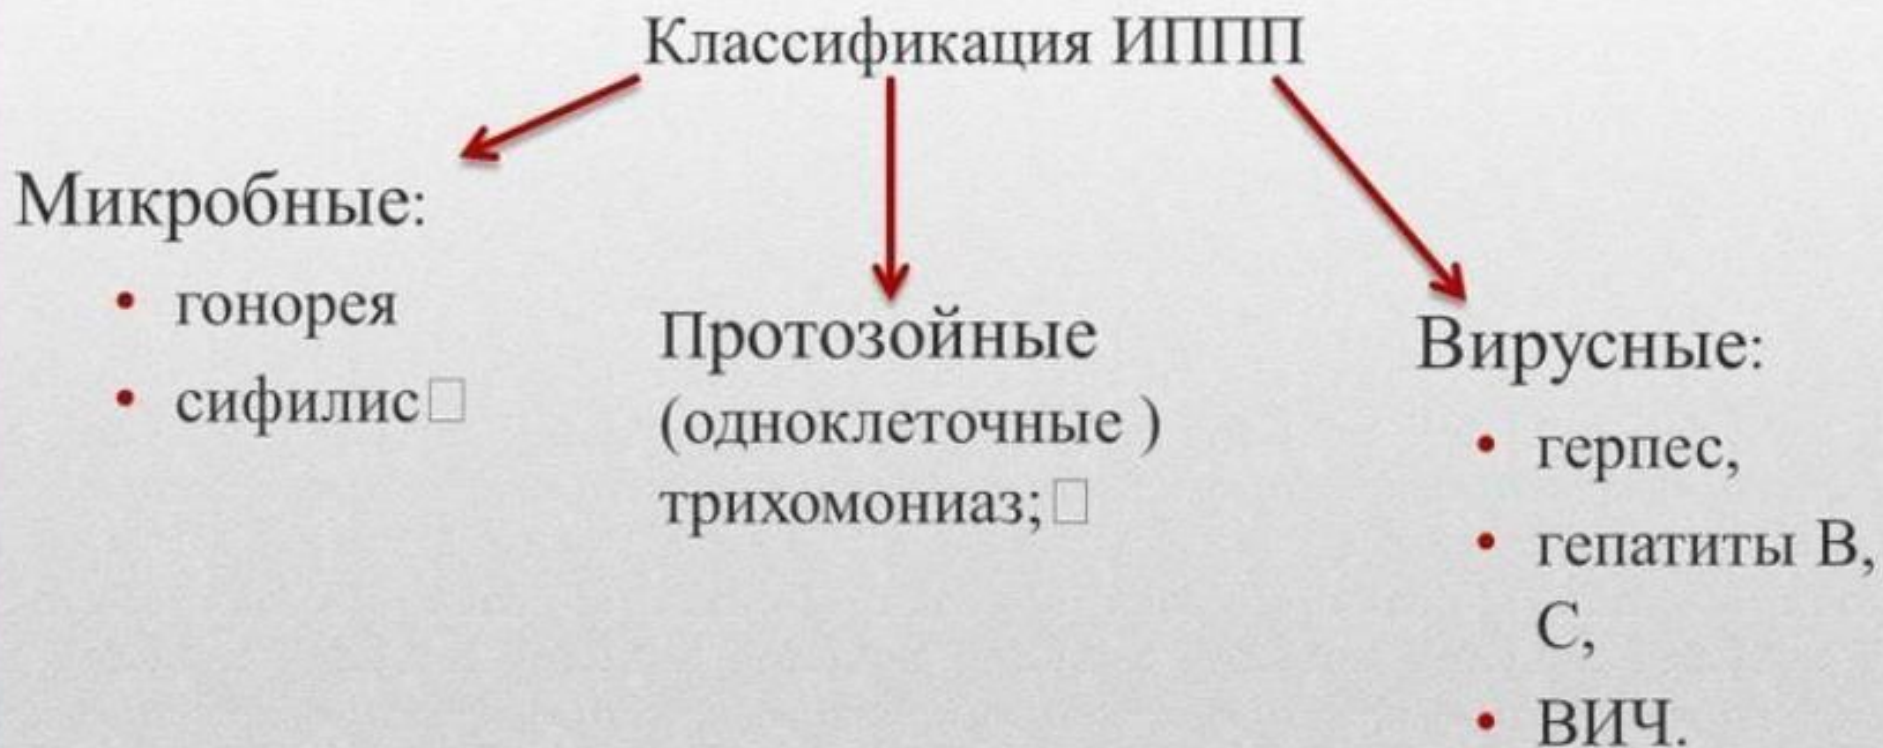 Классификация ИППП
Микробные:
• гонорея
• сифилис□
Протозойные
(одноклеточные )
трихомониаз;□
Вирусные:
• герпес,
• гепатиты В,
С,
• ВИЧ.